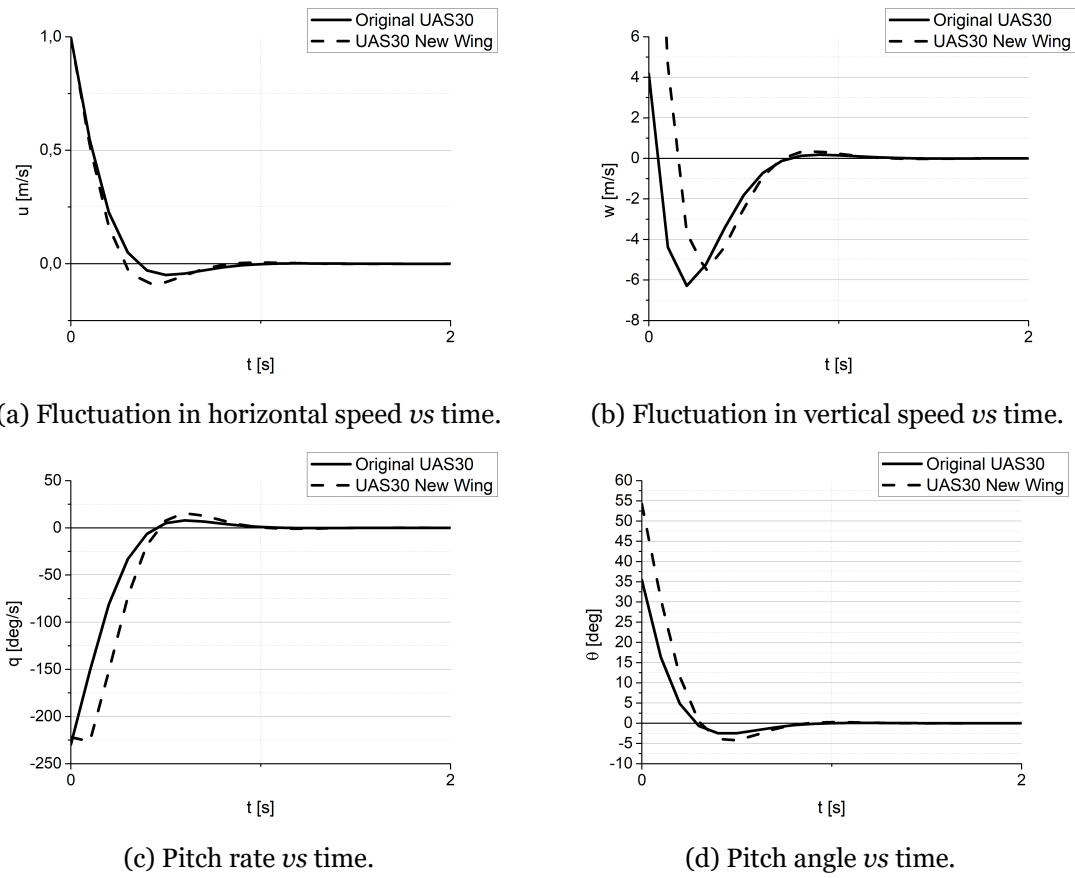 Original UAS30
UAS30 New Wing
1,0
0,5
0,0
u [m/s]
0
2
t [s]
(a) Fluctuation in horizontal speed vs time.
Original UAS30
UAS30 New Wing
6
4
2
0
-2
-4
-6
-8
w [m/s]
0
2
t [s]
(b) Fluctuation in vertical speed vs time.
Original UAS30
UAS30 New Wing
50
0
-50
-100
-150
-200
-250
q [deg/s]
0
2
t [s]
(c) Pitch rate vs time.
Original UAS30
UAS30 New Wing
60
55
50
45
40
35
30
25
20
15
10
5
0
-5
-10
θ [deg]
0
2
t [s]
(d) Pitch angle vs time.